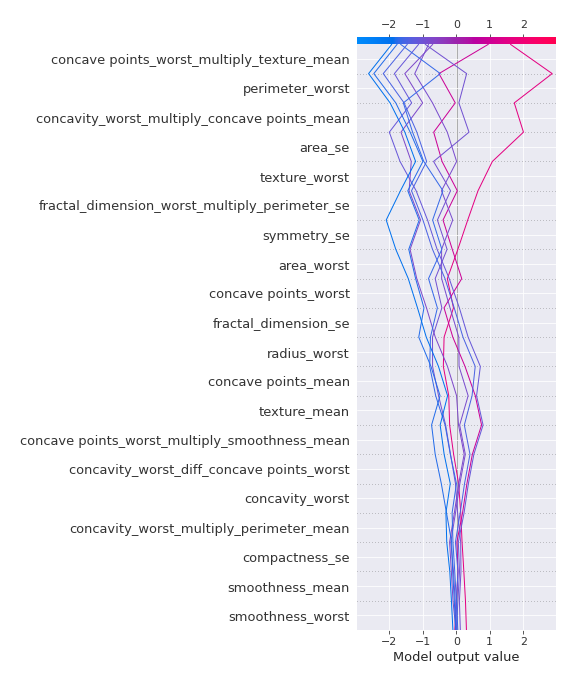 −2 −1 0 1 2
concave points_worst_multiply_texture_mean
perimeter_worst
concavity_worst_multiply_concave points_mean
area_se
texture_worst
fractal_dimension_worst_multiply_perimeter_se
symmetry_se
area_worst
concave points_worst
fractal_dimension_se
radius_worst
concave points_mean
texture_mean
concave points_worst_multiply_smoothness_mean
concavity_worst_diff_concave points_worst
concavity_worst
concavity_worst_multiply_perimeter_mean
compactness_se
smoothness_mean
smoothness_worst
−2 −1 0 1 2
Model output value